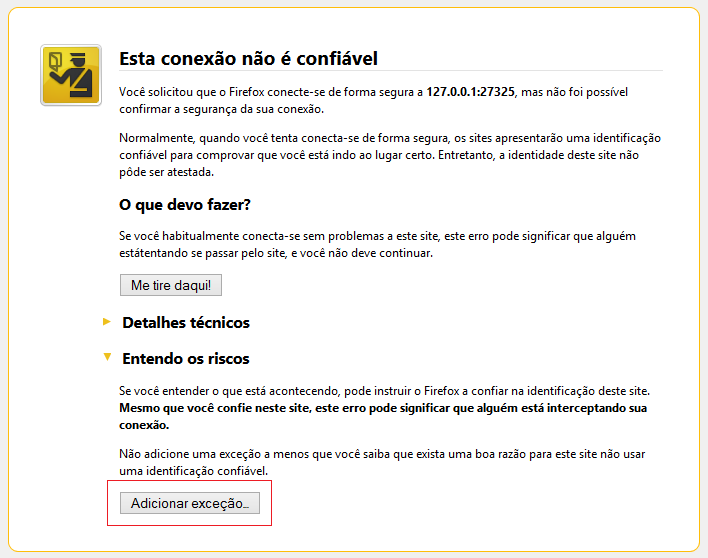 Esta conexão não é confiável
Você solicitou que o Firefox conecte-se de forma segura a 127.0.0.1:27325, mas não foi possível
confirmar a segurança da sua conexão.
Normalmente, quando você tenta conecta-se de forma segura, os sites apresentarão uma identificação
confiável para comprovar que você está indo ao lugar certo. Entretanto, a identidade deste site não
pôde ser atestada.
O que devo fazer?
Se você habitualmente conecta-se sem problemas a este site, este erro pode significar que alguém
estátentando se passar pelo site, e você não deve continuar.
Me tire daqui!
Detalhes técnicos
Entendo os riscos
Se você entender o que está acontecendo, pode instruir o Firefox a confiar na identificação deste site.
Mesmo que você confie neste site, este erro pode significar que alguém está interceptando sua
conexão.
Não adicione uma exceção a menos que você saiba que exista uma boa razão para este site não usar
uma identificação confiável.
Adicionar exceção...